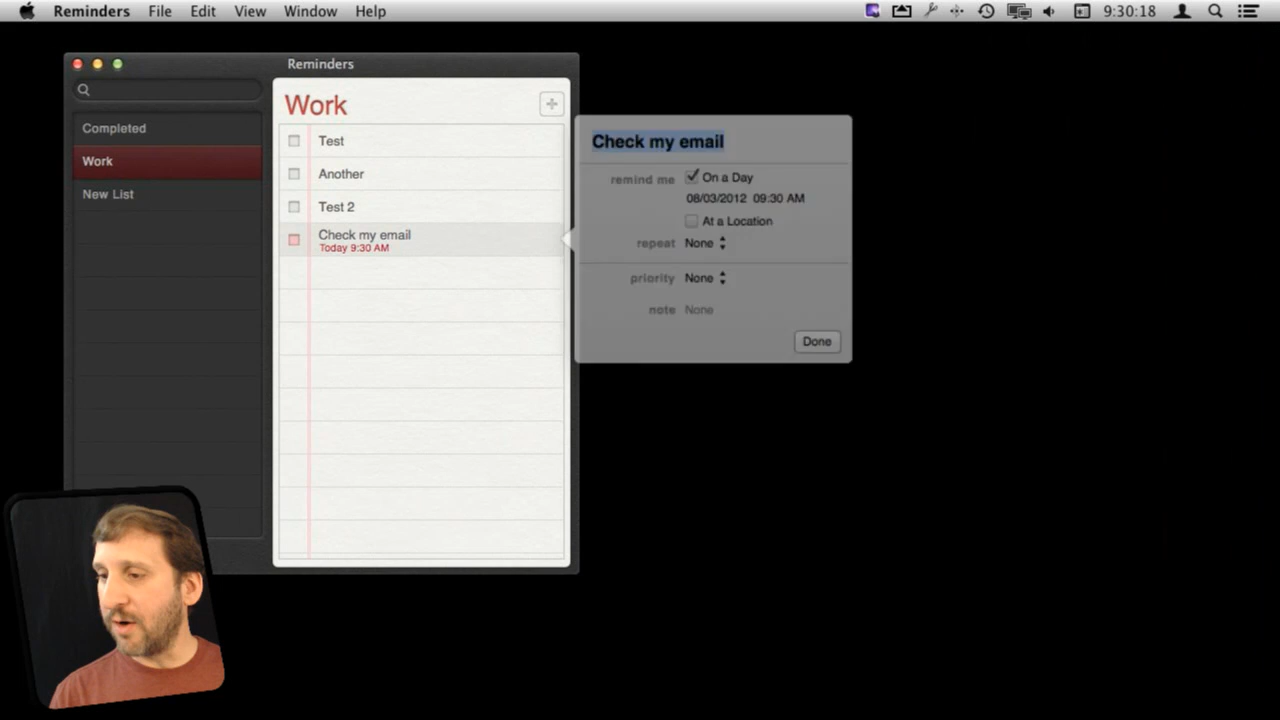 Reminders File Edit View Window Help 9:30:18
Reminders
Completed
Work
New List
Work
Test
Another
Test 2
Check my email
Today 9:30 AM
Check my email
remind me On a Day
08/03/2012 09:30 AM
At a Location
repeat None
priority None
note None
Done